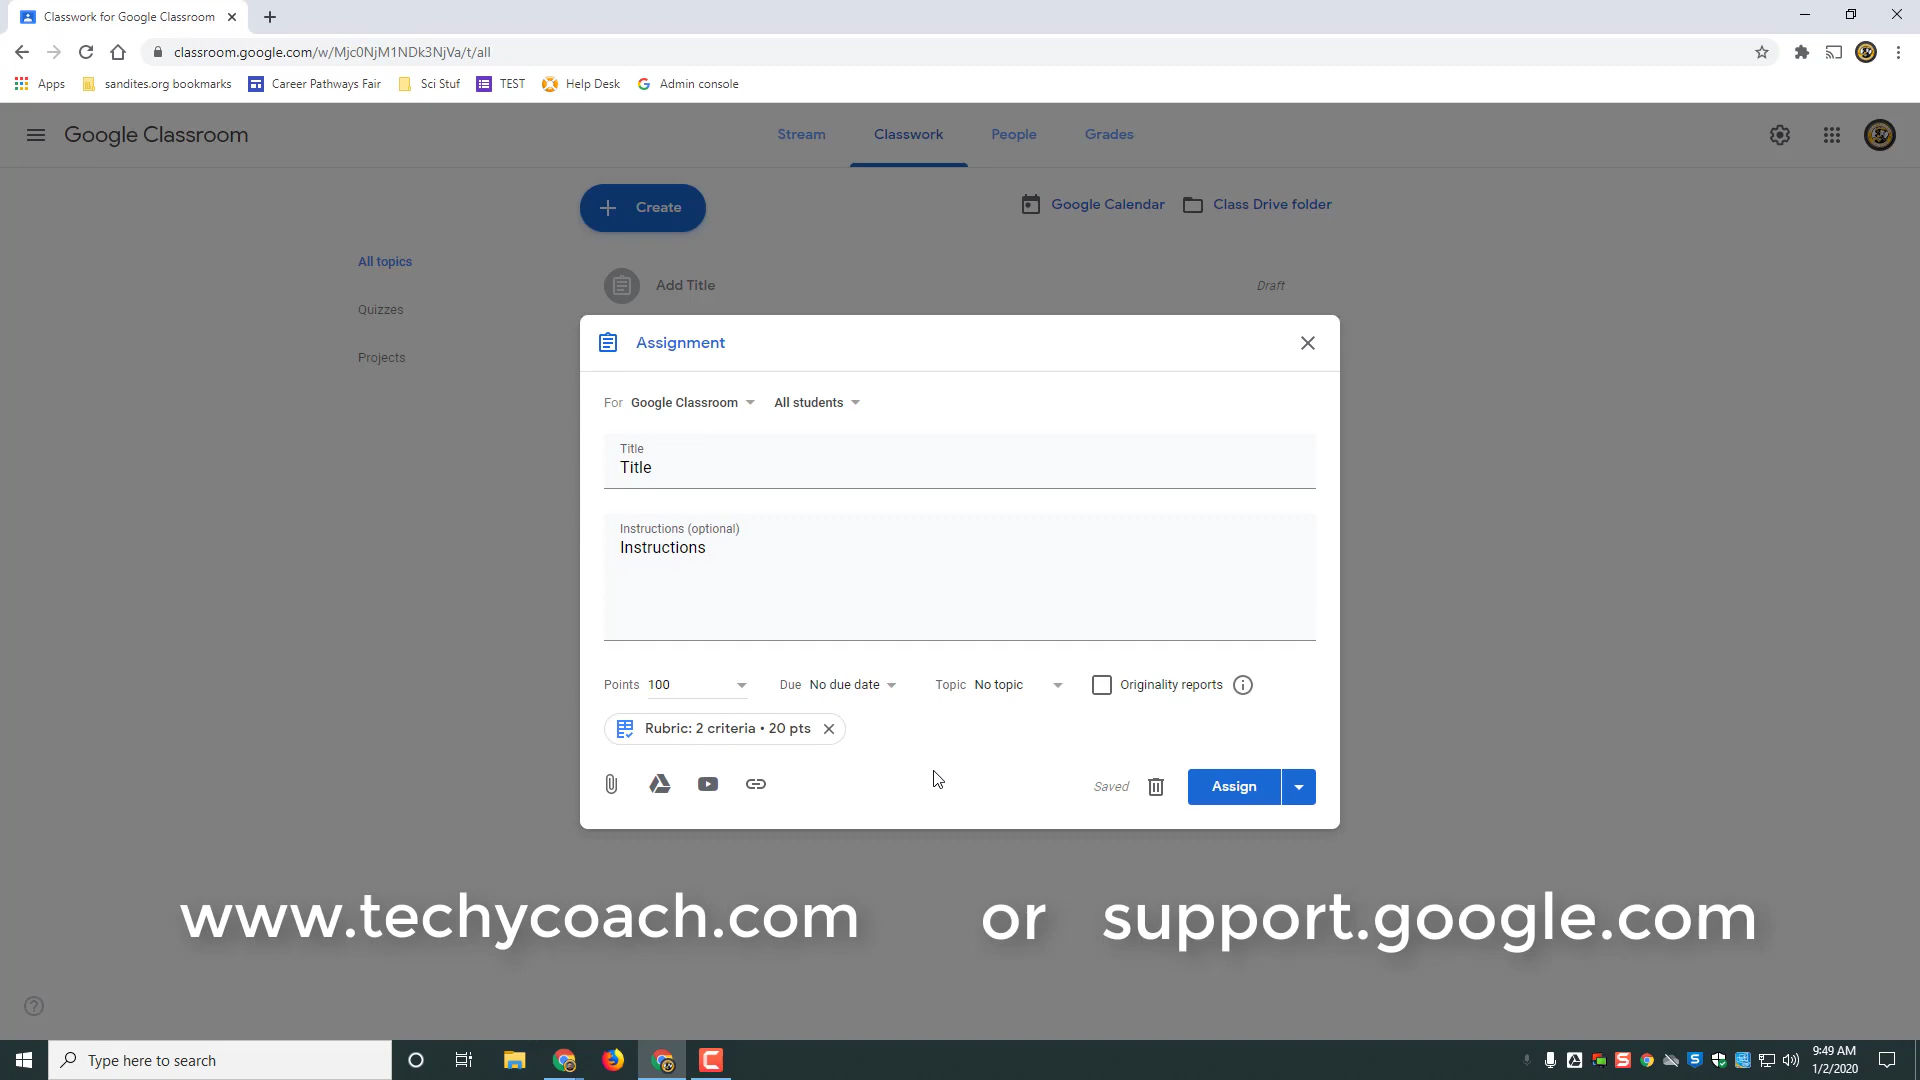 Classwork for Google Classroom
classroom.google.com/w/Mjc0NjM1NDk3NjVa/t/all
Apps sandites.org bookmarks Career Pathways Fair Sci Stuf TEST Help Desk Admin console
Google Classroom Stream Classwork People Grades
Create Google Calendar Class Drive folder
All topics
Add Title Draft
Quizzes
Projects
Assignment
For Google Classroom All students
Title
Title
Instructions (optional)
Instructions
Points 100 Due No due date Topic No topic Originality reports
Rubric: 2 criteria • 20 pts
Saved Assign
www.techycoach.com or support.google.com
Type here to search
9:49 AM
1/2/2020